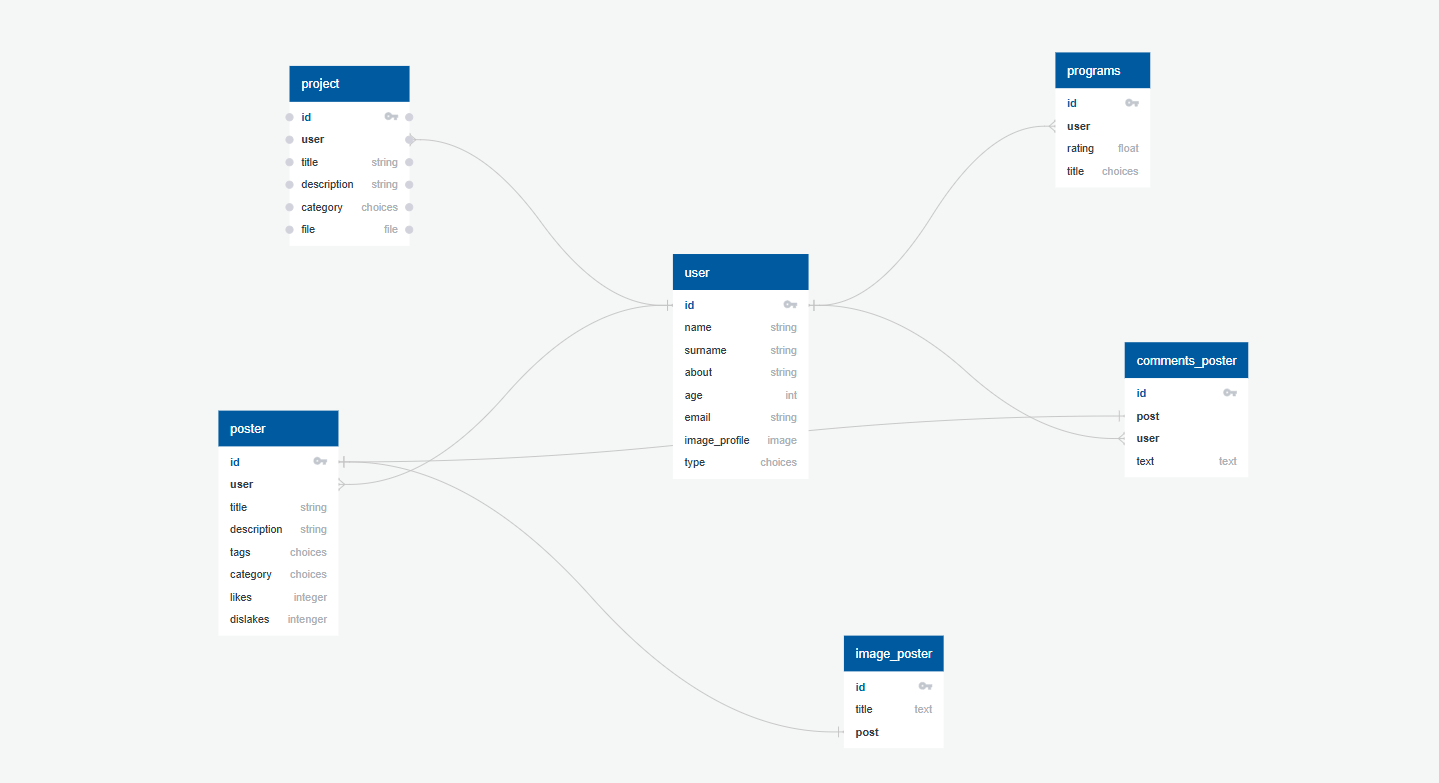 project
id
user
title string
description string
category choices
file file
programs
id
user
rating float
title choices
user
id
name string
surname string
about string
age int
email string
image_profile image
type choices
comments_poster
id
post
user
text text
poster
id
user
title string
description string
tags choices
category choices
likes integer
dislakes intenger
image_poster
id
title text
post